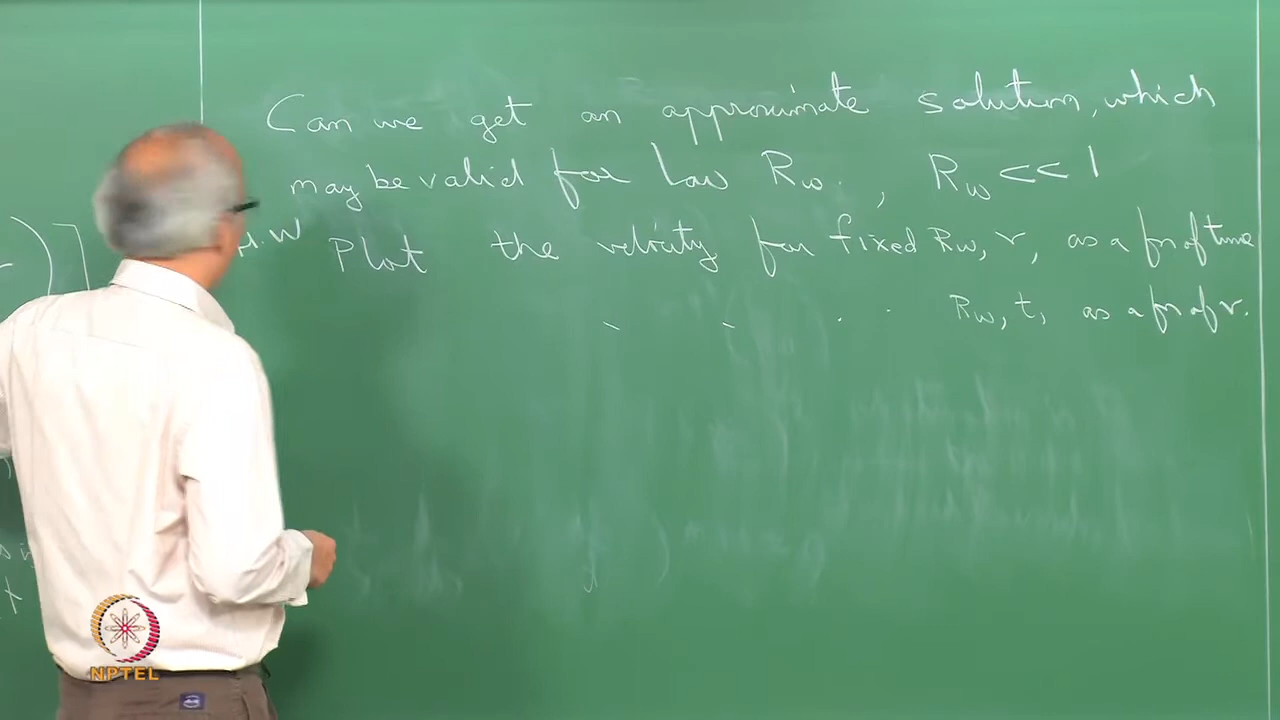 Can we get an approximate solution, which
may be valid for Low Rω, Rω << 1
H.W Plot the velocity for fixed Rω, r, as a fn of time
Rω, t, as a fn of r.
NPTEL